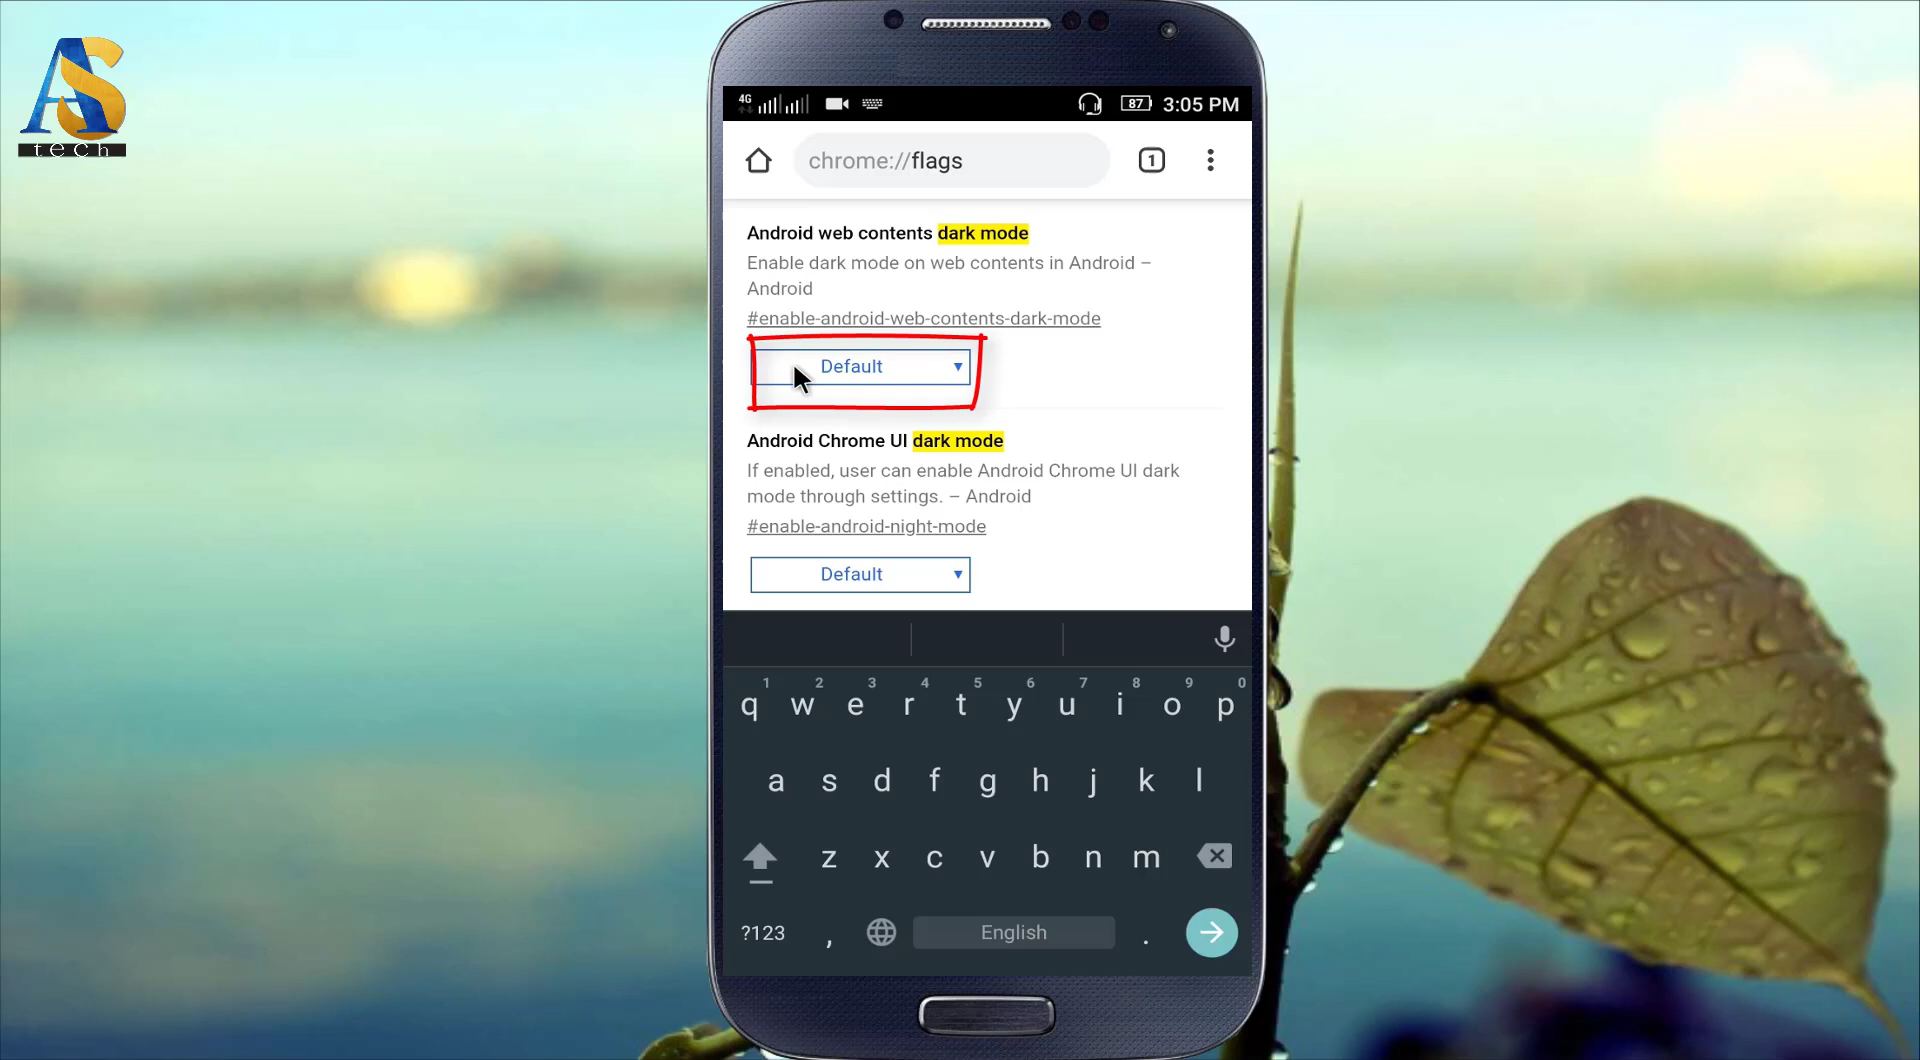 AS
tech
4G
87
3:05 PM
chrome://flags
1
Android web contents dark mode
Enable dark mode on web contents in Android –
Android
#enable-android-web-contents-dark-mode
Default
Android Chrome UI dark mode
If enabled, user can enable Android Chrome UI dark
mode through settings. – Android
#enable-android-night-mode
Default
1 2 3 4 5 6 7 8 9 0
q w e r t y u i o p
a s d f g h j k l
z x c v b n m
?123 , English .